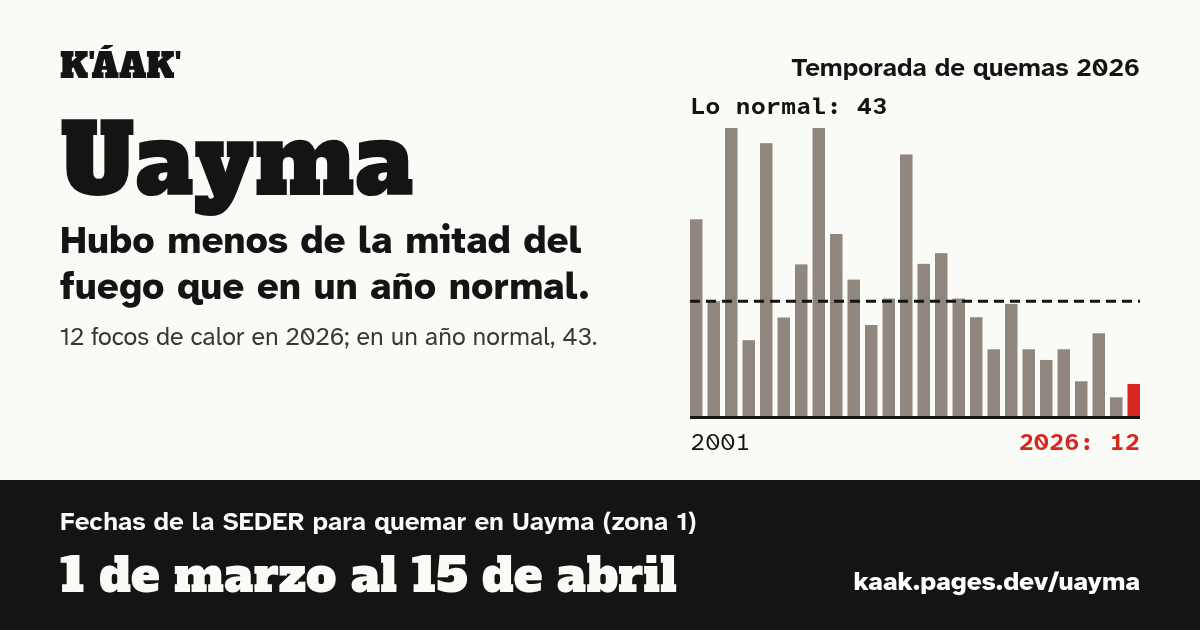 K'ÁAK'
Uayma
Hubo menos de la mitad del
fuego que en un año normal.
12 focos de calor en 2026; en un año normal, 43.
Temporada de quemas 2026
Lo normal: 43
2001
2026: 12
Fechas de la SEDER para quemar en Uayma (zona 1)
1 de marzo al 15 de abril
kaak.pages.dev/uayma